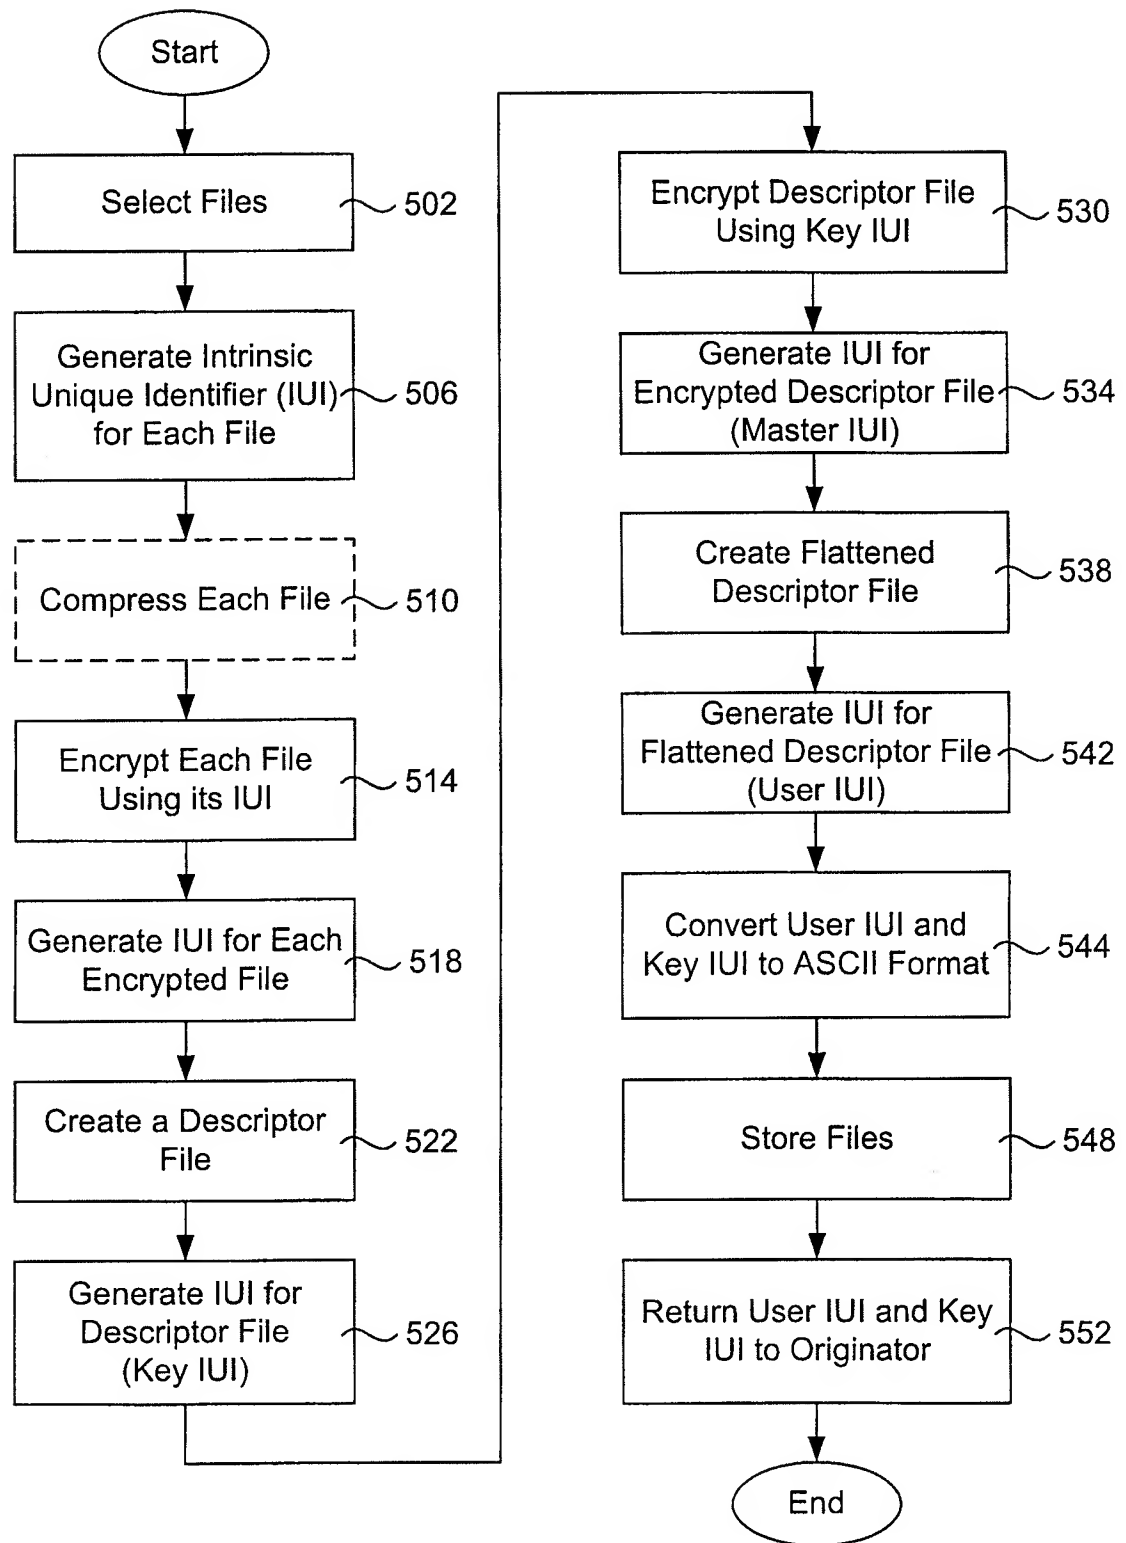 Start
Select Files
502
Generate Intrinsic
Unique Identifier (IUI)
for Each File
506
Compress Each File
510
Encrypt Each File
Using its IUI
514
Generate IUI for Each
Encrypted File
518
Create a Descriptor
File
522
Generate IUI for
Descriptor File
(Key IUI)
526
Encrypt Descriptor File
Using Key IUI
530
Generate IUI for
Encrypted Descriptor File
(Master IUI)
534
Create Flattened
Descriptor File
538
Generate IUI for
Flattened Descriptor File
(User IUI)
542
Convert User IUI and
Key IUI to ASCII Format
544
Store Files
548
Return User IUI and Key
IUI to Originator
552
End